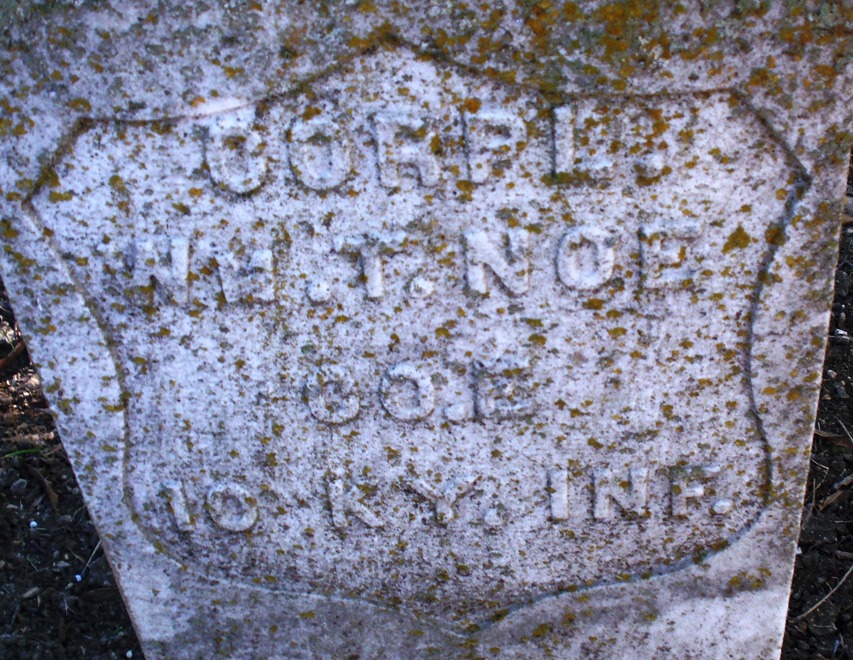 CORPL.
WM. T. NOE
CO. E
10 KY. INF.